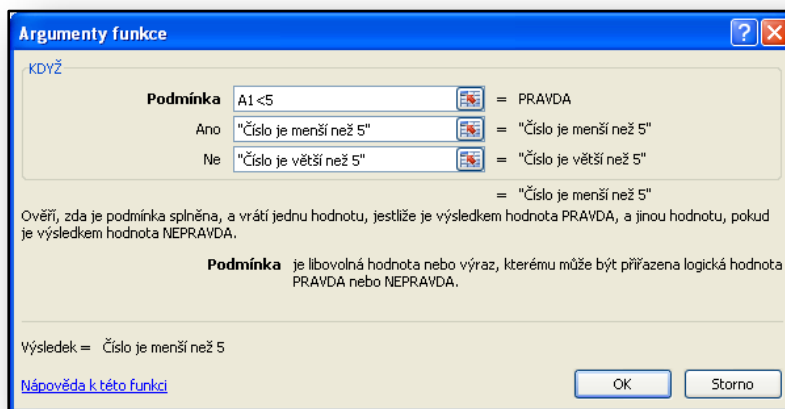 Argumenty funkce
KDYŽ
Podmínka A1<5 = PRAVDA
Ano "Číslo je menší než 5" = "Číslo je menší než 5"
Ne "Číslo je větší než 5" = "Číslo je větší než 5"
= "Číslo je menší než 5"
Ověří, zda je podmínka splněna, a vrátí jednu hodnotu, jestliže je výsledkem hodnota PRAVDA, a jinou hodnotu, pokud
je výsledkem hodnota NEPRAVDA.
Podmínka je libovolná hodnota nebo výraz, kterému může být přiřazena logická hodnota
PRAVDA nebo NEPRAVDA.
Výsledek = Číslo je menší než 5
Nápověda k této funkci
OK Storno